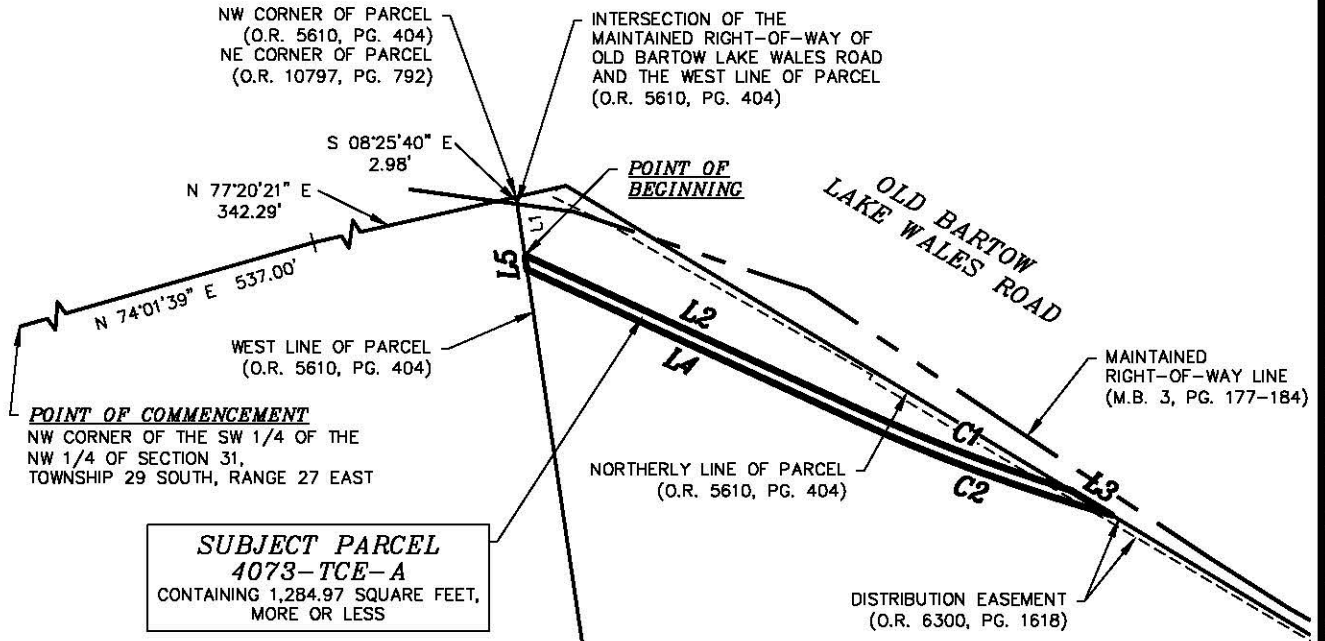 NW CORNER OF PARCEL
(O.R. 5610, PG. 404)
NE CORNER OF PARCEL
(O.R. 10797, PG. 792)
INTERSECTION OF THE
MAINTAINED RIGHT-OF-WAY OF
OLD BARTOW LAKE WALES ROAD
AND THE WEST LINE OF PARCEL
(O.R. 5610, PG. 404)
S 08°25'40" E
2.98'
N 77°20'21" E
342.29'
POINT OF
BEGINNING
OLD BARTOW
LAKE WALES ROAD
L1
L5
N 74°01'39" E 537.00'
L2
L4
WEST LINE OF PARCEL
(O.R. 5610, PG. 404)
MAINTAINED
RIGHT-OF-WAY LINE
(M.B. 3, PG. 177-184)
POINT OF COMMENCEMENT
NW CORNER OF THE SW 1/4 OF THE
NW 1/4 OF SECTION 31,
TOWNSHIP 29 SOUTH, RANGE 27 EAST
C1
NORTHERLY LINE OF PARCEL
(O.R. 5610, PG. 404)
C2
L3
SUBJECT PARCEL
4073-TCE-A
CONTAINING 1,284.97 SQUARE FEET,
MORE OR LESS
DISTRIBUTION EASEMENT
(O.R. 6300, PG. 1618)